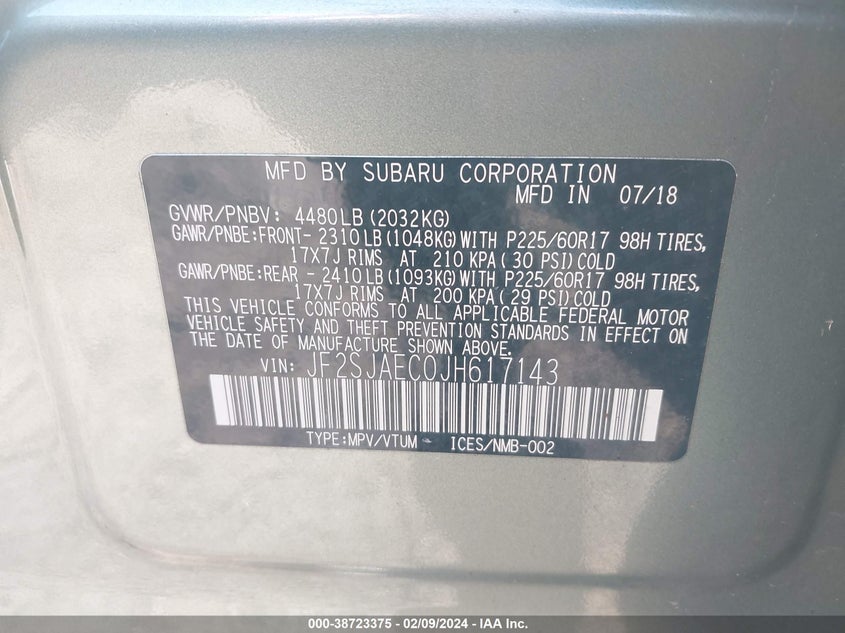 MFD BY SUBARU CORPORATION
MFD IN 07/18
GVWR/PNBV: 4480LB(2032KG)
GAWR/PNBE:FRONT- 2310LB(1048KG)WITH P225/60R17 98H TIRES,
17X7J RIMS AT 210 KPA( 30 PSI)COLD
GAWR/PNBE:REAR - 2410LB(1093KG)WITH P225/60R17 98H TIRES,
17X7J RIMS AT 200 KPA( 29 PSI)COLD
THIS VEHICLE CONFORMS TO ALL APPLICABLE FEDERAL MOTOR
VEHICLE SAFETY AND THEFT PREVENTION STANDARDS IN EFFECT ON
THE DATE OF MANUFACTURE SHOWN ABOVE.
VIN: JF2SJAEC0JH617143
TYPE:MPV/VTUM - ICES/NMB-002
000-38723375 - 02/09/2024 - IAA Inc.